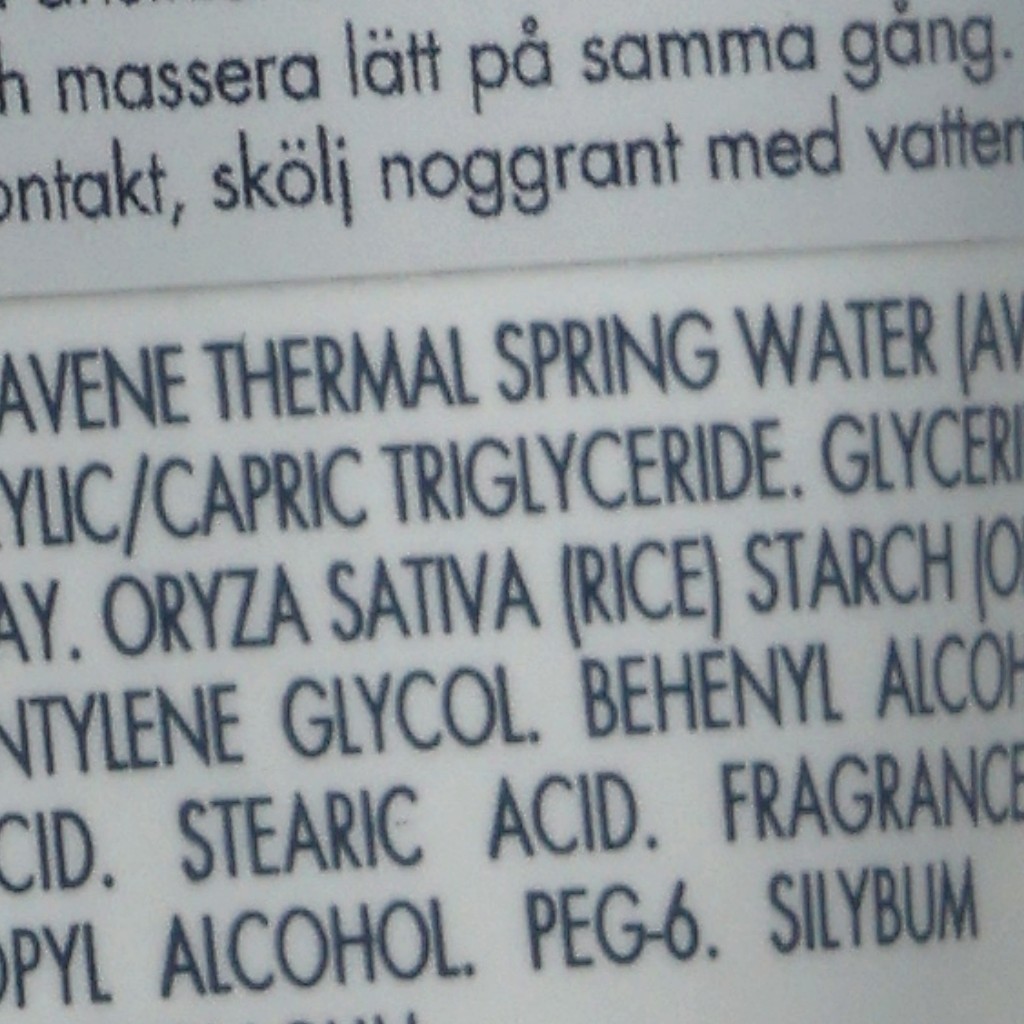 massera lätt på samma gång.
ontakt, skölj noggrant med vatten
AVENE THERMAL SPRING WATER (AV
YLIC/CAPRIC TRIGLYCERIDE. GLYCERI
AY. ORYZA SATIVA (RICE) STARCH (O
NTYLENE GLYCOL. BEHENYL ALCOH
CID. STEARIC ACID. FRAGRANCE
OPYL ALCOHOL. PEG-6. SILYBUM